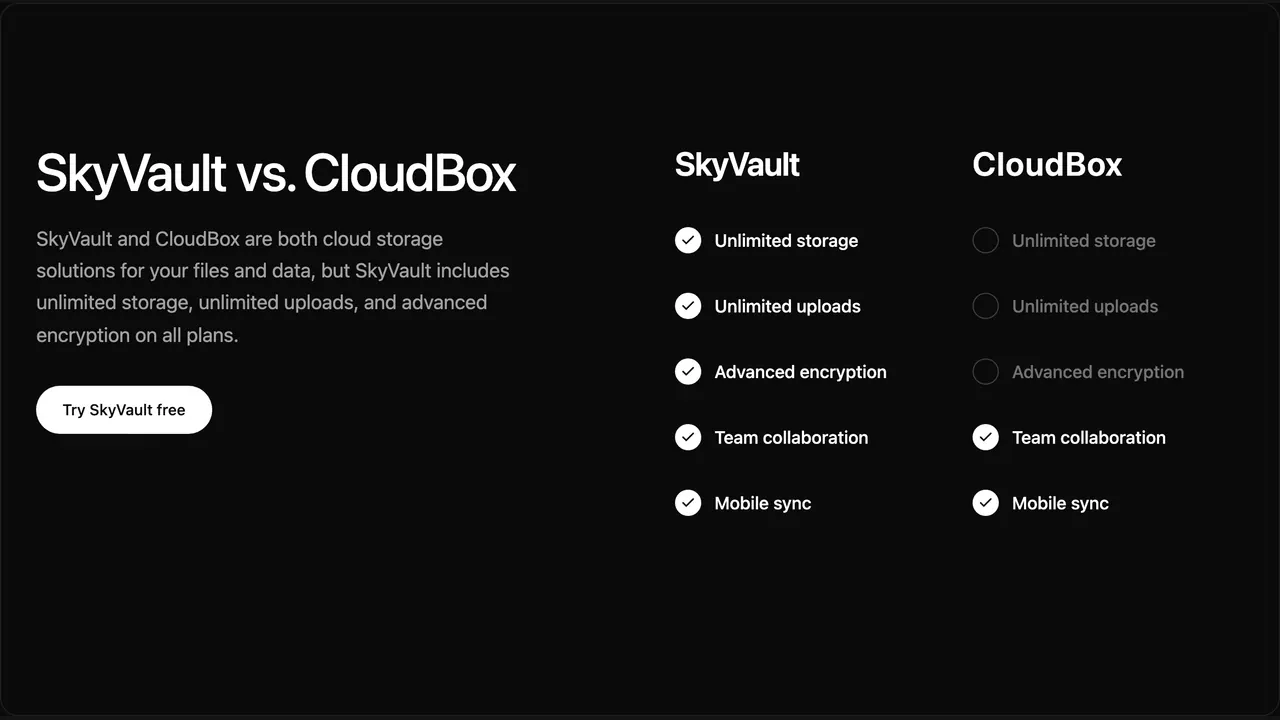 SkyVault vs. CloudBox
SkyVault and CloudBox are both cloud storage
solutions for your files and data, but SkyVault includes
unlimited storage, unlimited uploads, and advanced
encryption on all plans.
Try SkyVault free
SkyVault
Unlimited storage
Unlimited uploads
Advanced encryption
Team collaboration
Mobile sync
CloudBox
Unlimited storage
Unlimited uploads
Advanced encryption
Team collaboration
Mobile sync